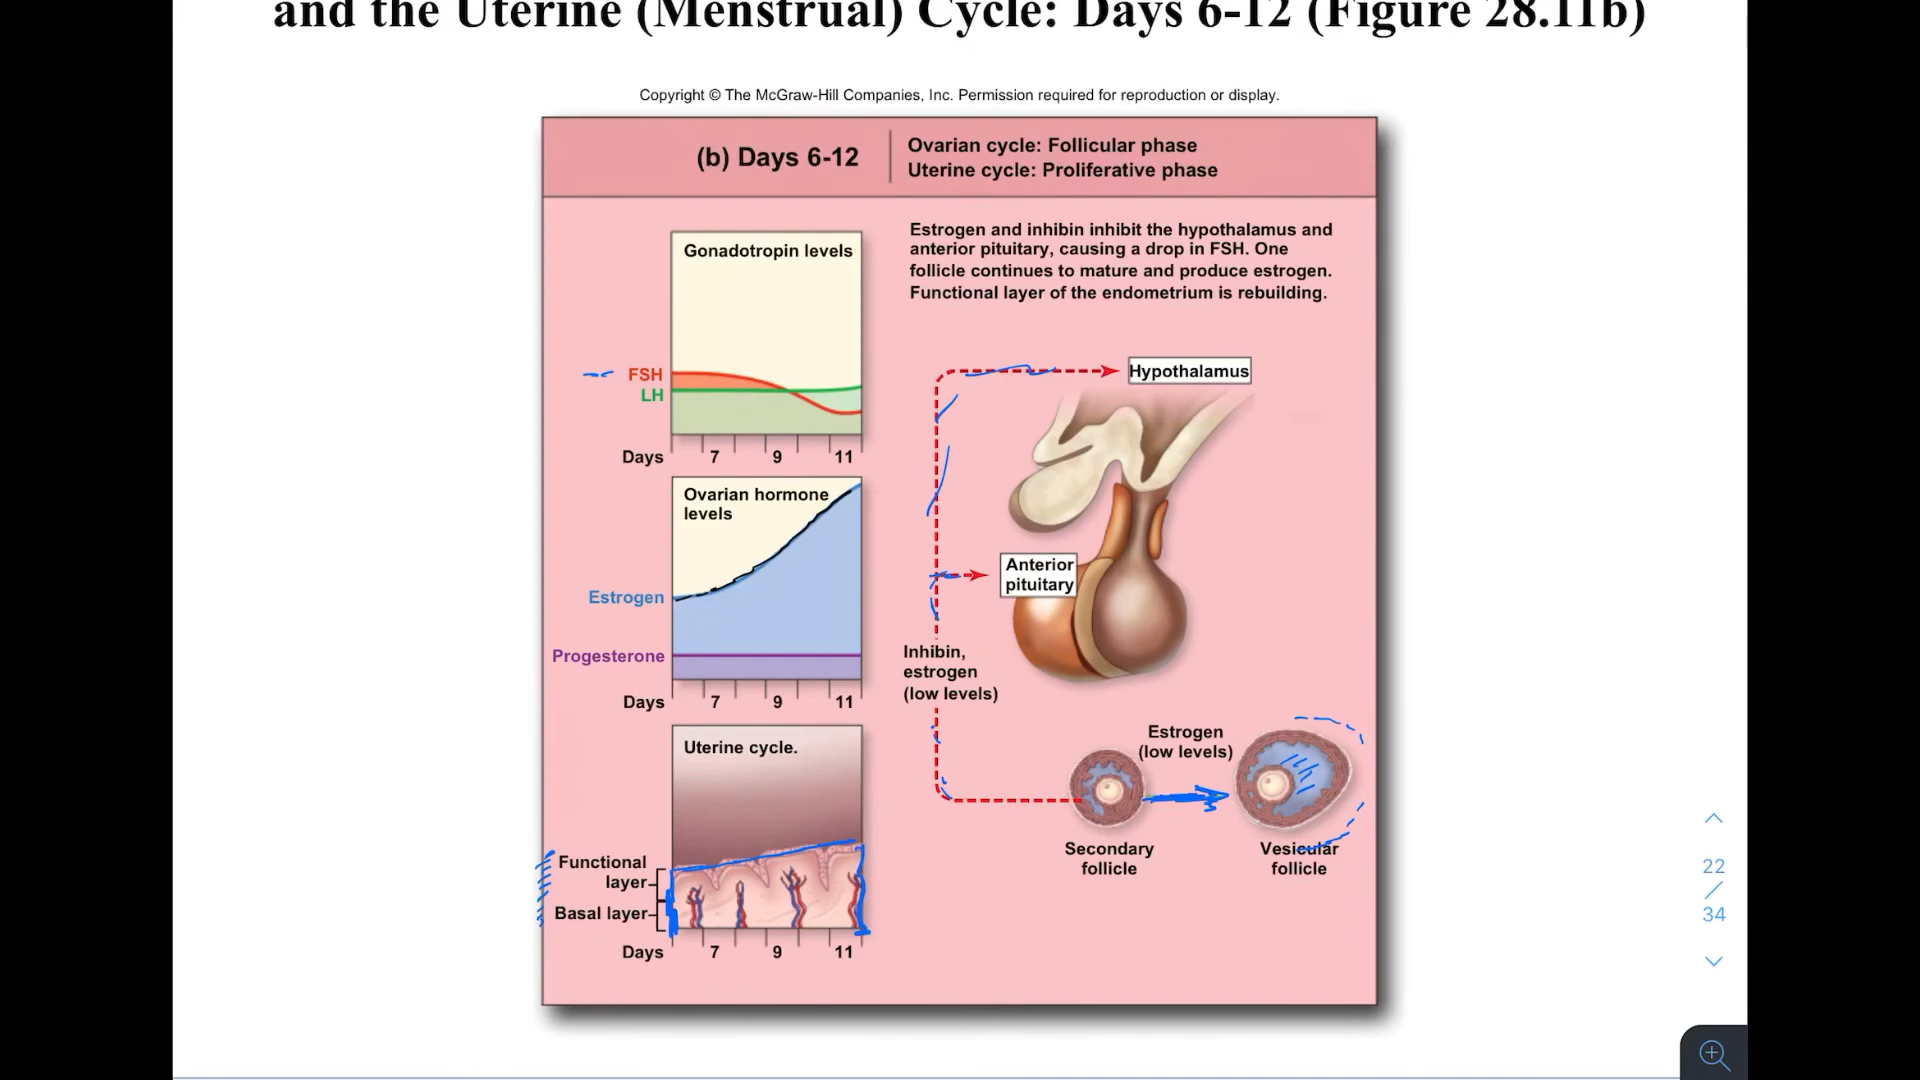 and the Uterine (Menstrual) Cycle: Days 6-12 (Figure 28.11b)
Copyright © The McGraw-Hill Companies, Inc. Permission required for reproduction or display.
(b) Days 6-12
Ovarian cycle: Follicular phase
Uterine cycle: Proliferative phase
Estrogen and inhibin inhibit the hypothalamus and
anterior pituitary, causing a drop in FSH. One
follicle continues to mature and produce estrogen.
Functional layer of the endometrium is rebuilding.
Gonadotropin levels
FSH
LH
Days 7 9 11
Ovarian hormone
levels
Estrogen
Progesterone
Days 7 9 11
Uterine cycle.
Functional
layer
Basal layer
Days 7 9 11
Hypothalamus
Anterior
pituitary
Inhibin,
estrogen
(low levels)
Estrogen
(low levels)
Secondary
follicle
Vesicular
follicle
22
/
34